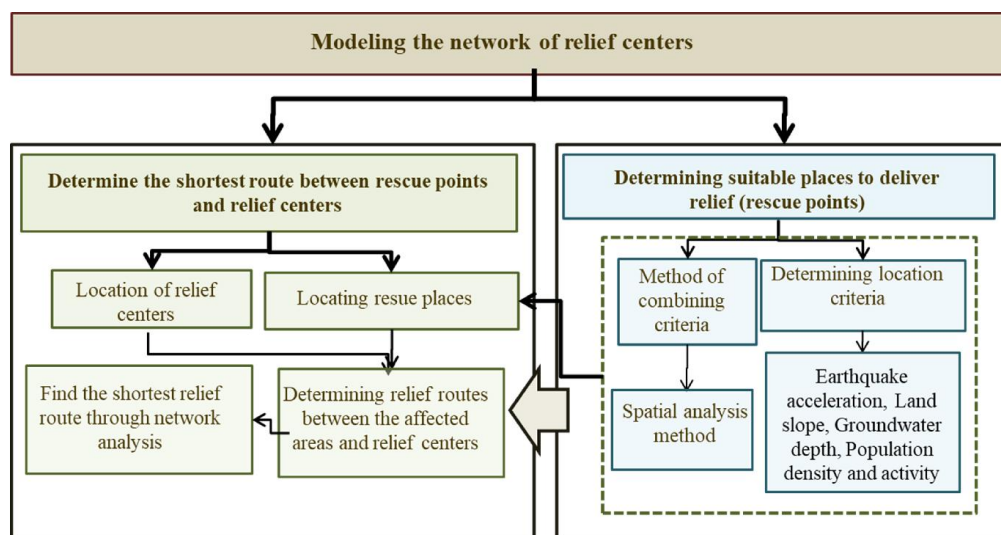 Modeling the network of relief centers
Determine the shortest route between rescue points
and relief centers
Location of relief
centers
Locating resue places
Find the shortest relief
route through network
analysis
Determining relief routes
between the affected
areas and relief centers
Determining suitable places to deliver
relief (rescue points)
Method of
combining
criteria
Determining location
criteria
Spatial analysis
method
Earthquake
acceleration, Land
slope, Groundwater
depth, Population
density and activity